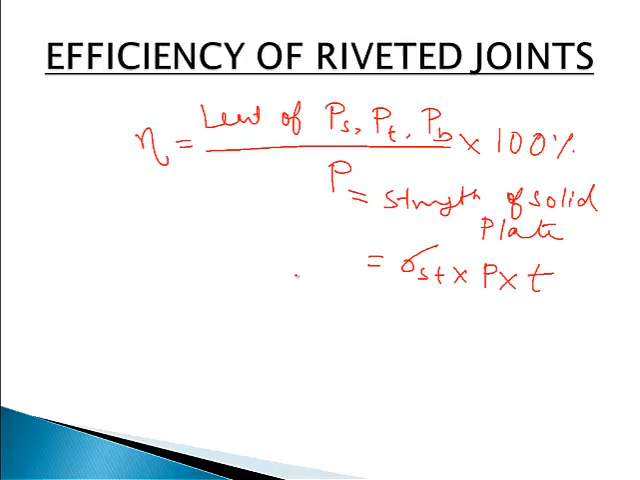 EFFICIENCY OF RIVETED JOINTS
η = Least of Ps, Pt, Pb / P × 100%
= strength of solid
Plate
= σst × P × t